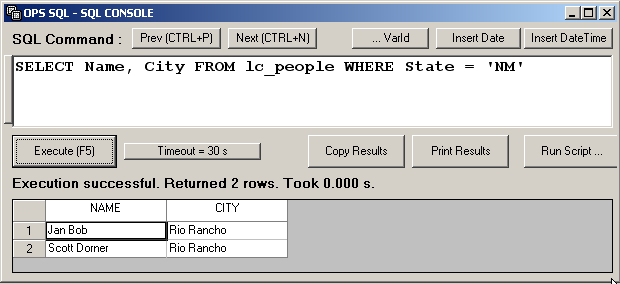 OPS SQL - SQL CONSOLE
SQL Command : Prev (CTRL+P) Next (CTRL+N) ... VarId Insert Date Insert DateTime
SELECT Name, City FROM lc_people WHERE State = 'NM'
Execute (F5) Timeout = 30 s Copy Results Print Results Run Script ...
Execution successful. Returned 2 rows. Took 0.000 s.
NAME CITY
1 Jan Bob Rio Rancho
2 Scott Dorner Rio Rancho